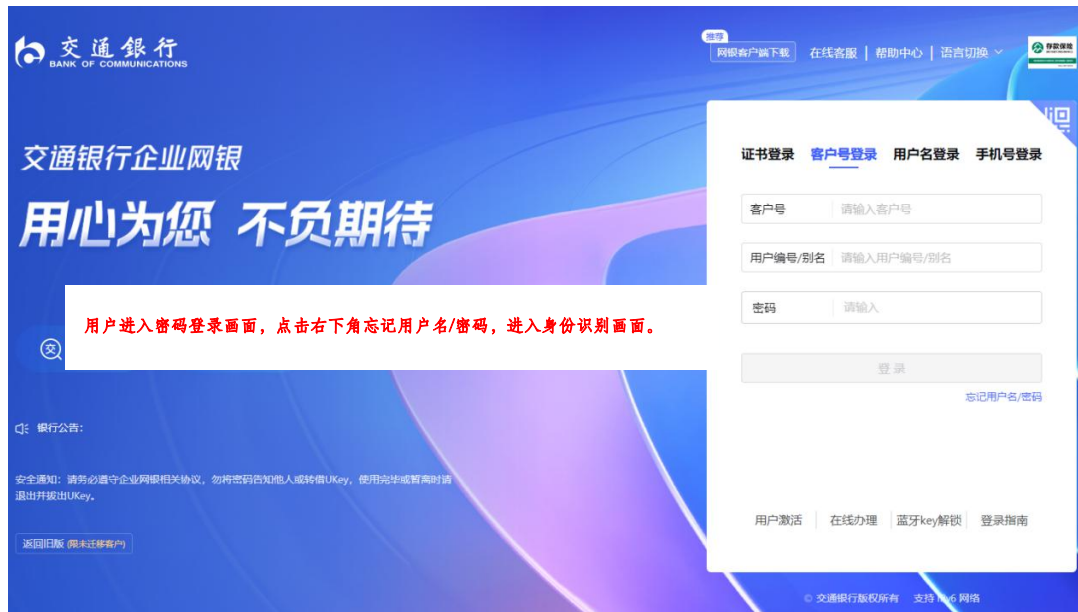 交通銀行
BANK OF COMMUNICATIONS
推荐
网银客户端下载 在线客服 | 帮助中心 | 语言切换
存款保险
交通银行企业网银
用心为您 不负期待
证书登录 客户号登录 用户名登录 手机号登录
客户号 请输入客户号
用户编号/别名 请输入用户编号/别名
密码 请输入
用户进入密码登录画面，点击右下角忘记用户名/密码，进入身份识别画面。
交
登 录
忘记用户名/密码
银行公告：
安全通知：请务必遵守企业网银相关协议，勿将密码告知他人或转借UKey，使用完毕或暂离时请
退出并拔出UKey。
用户激活 在线办理 蓝牙key解锁 登录指南
返回旧版 (限未迁移客户)
© 交通银行版权所有 支持 6 网络